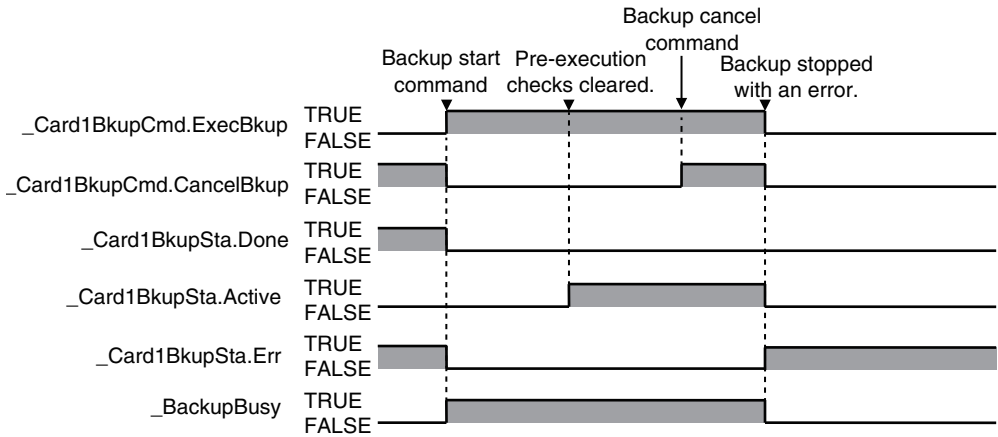 Backup cancel
command
Backup start
command
Pre-execution
checks cleared.
Backup stopped
with an error.
_Card1BkupCmd.ExecBkup
TRUE
FALSE
_Card1BkupCmd.CancelBkup
TRUE
FALSE
_Card1BkupSta.Done
TRUE
FALSE
_Card1BkupSta.Active
TRUE
FALSE
_Card1BkupSta.Err
TRUE
FALSE
_BackupBusy
TRUE
FALSE